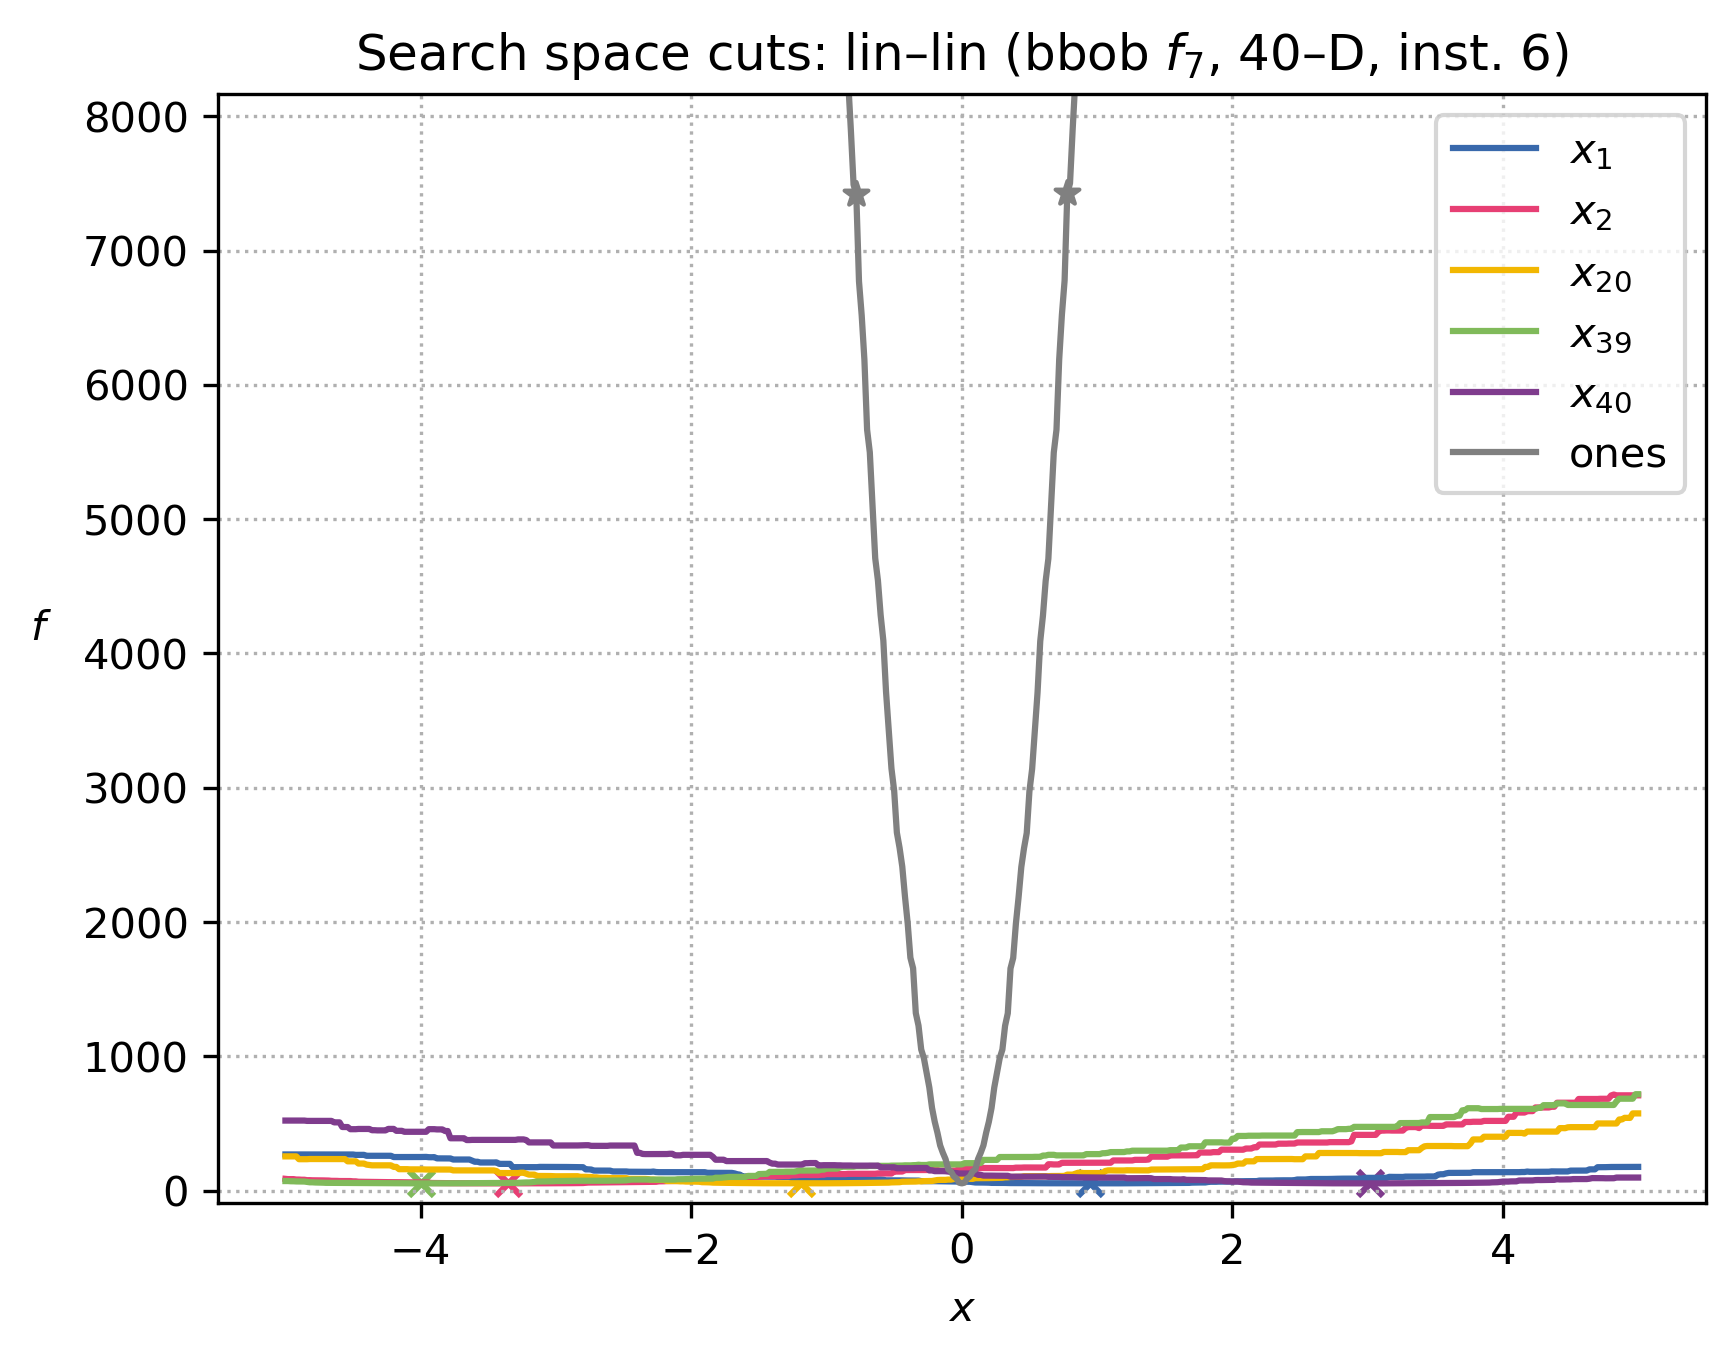 Search space cuts: lin–lin (bbob f₇, 40–D, inst. 6)
8000
7000
6000
5000
4000
3000
2000
1000
0
f
x₁
x₂
x₂₀
x₃₉
x₄₀
ones
−4 −2 0 2 4
x